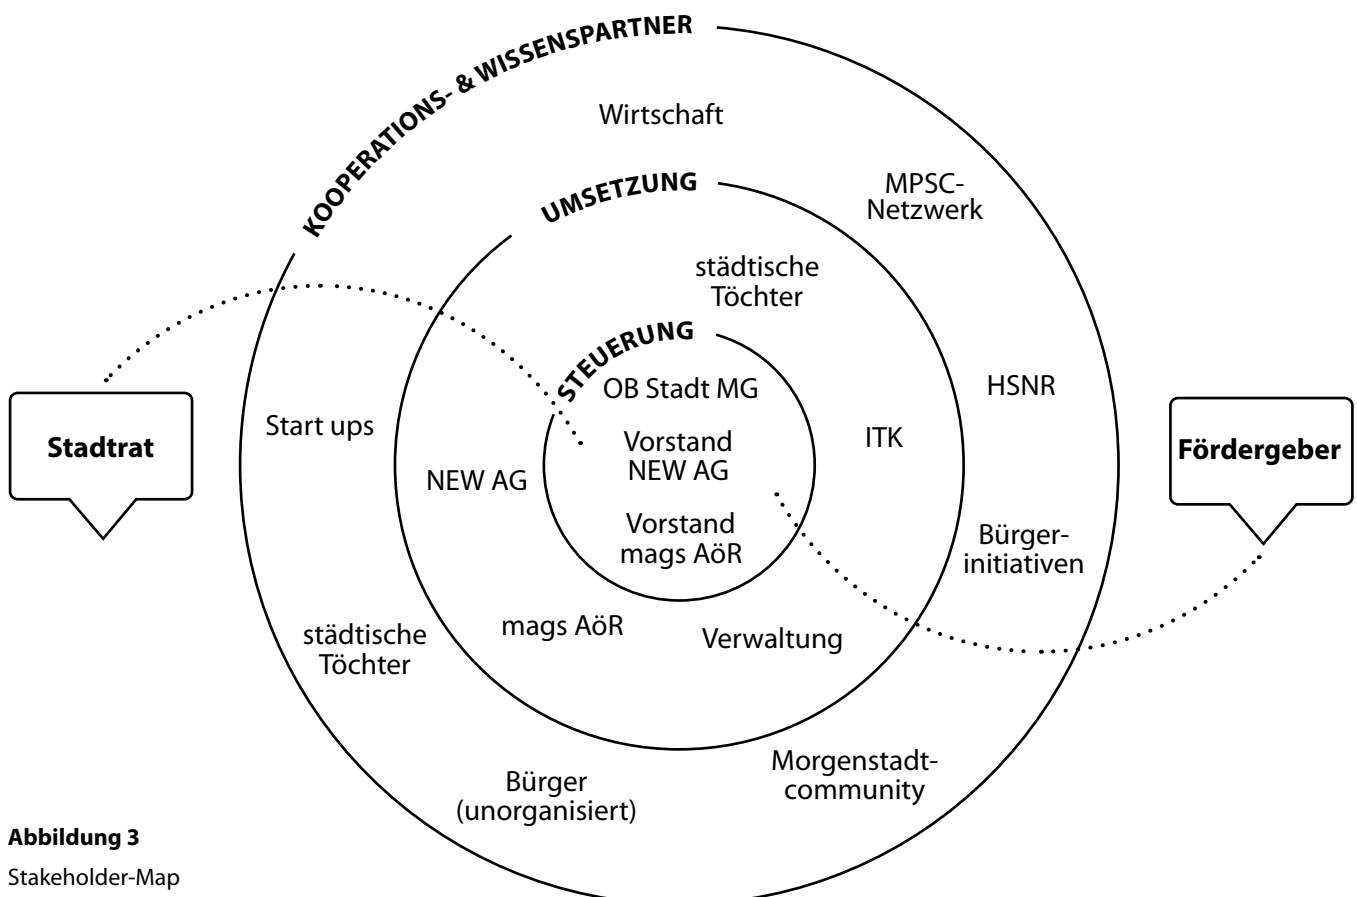 KOOPERATIONS- & WISSENSPARTNER
Wirtschaft
MPSC-
Netzwerk
UMSETZUNG
städtische
Töchter
STEUERUNG
OB Stadt MG
HSNR
Stadtrat
Start ups
Vorstand
NEW AG
ITK
Fördergeber
NEW AG
Vorstand
mags AöR
Bürger-
initiativen
städtische
Töchter
mags AöR
Verwaltung
Bürger
(unorganisiert)
Morgenstadt-
community
Abbildung 3
Stakeholder-Map